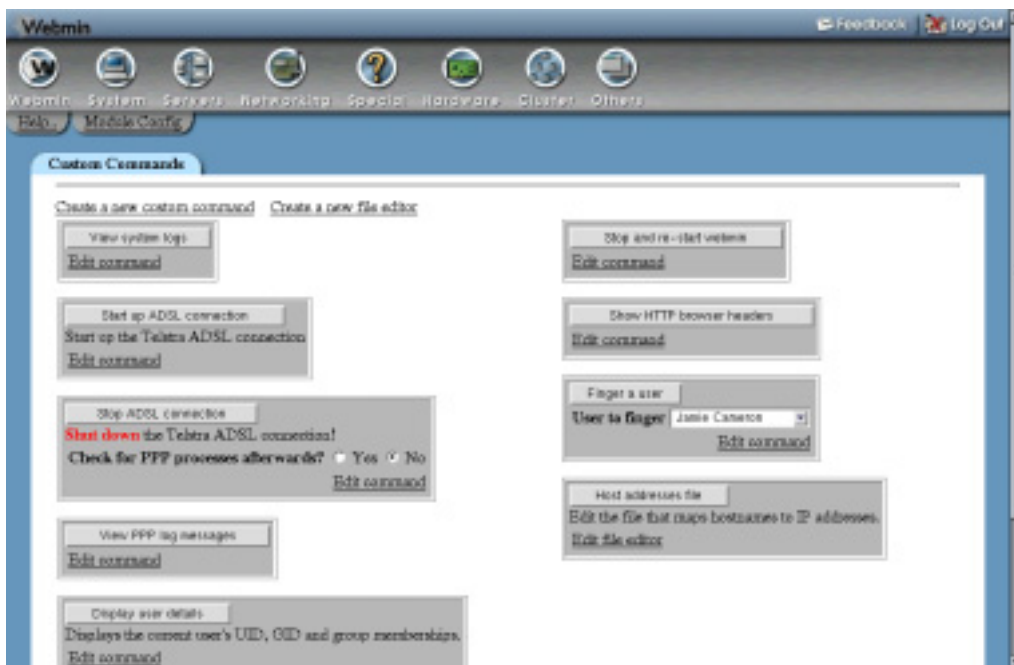 Webmin
Feedback Log Out
Webmin System Servers Networking Special Hardware Cluster Others
Help.. Module Config
Custom Commands
Create a new custom command Create a new file editor
View system logs
Edit command
Start up ADSL connection
Start up the Telstra ADSL connection
Edit command
Stop ADSL connection
Shut down the Telstra ADSL connection!
Check for PPP processes afterwards? Yes No
Edit command
View PPP log messages
Edit command
Display user details
Displays the current user's UID, GID and group memberships.
Edit command
Stop and re-start webmin
Edit command
Show HTTP browser headers
Edit command
Finger a user
User to finger Jamie Cameron
Edit command
Host addresses file
Edit the file that maps hostnames to IP addresses.
Edit file editor